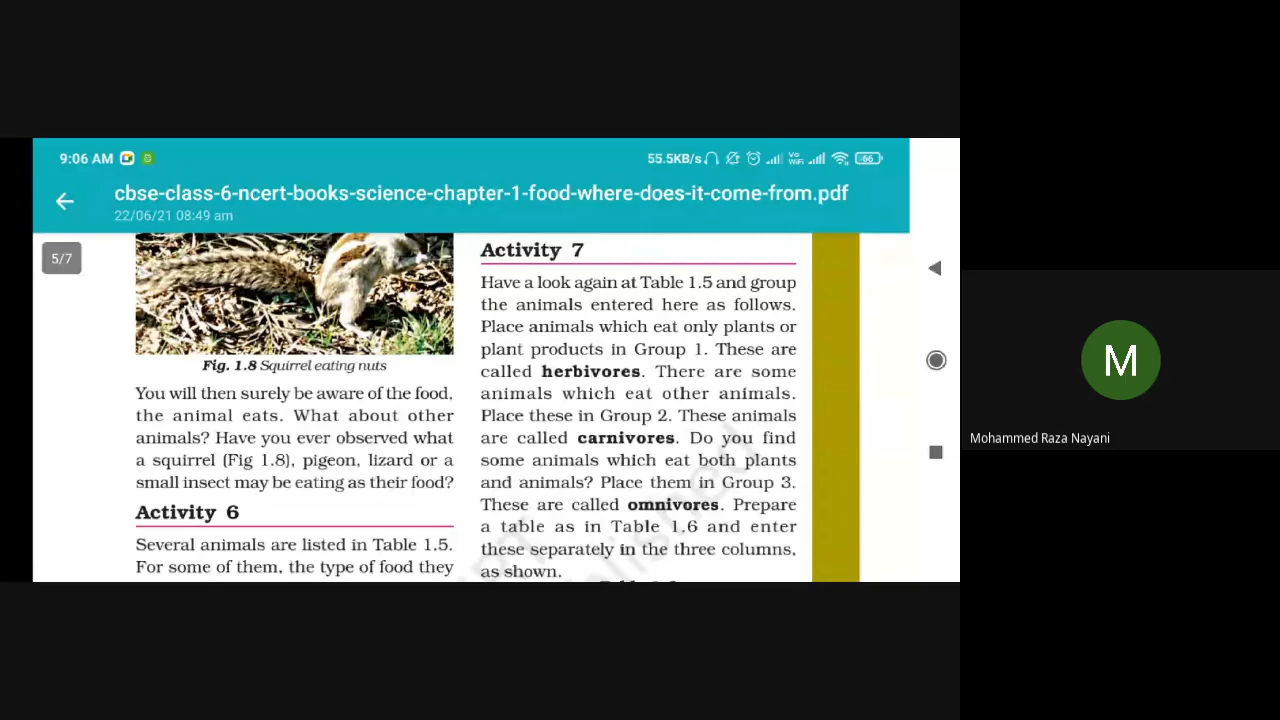 9:06 AM
55.5KB/s
Vo
WiFi
66
cbse-class-6-ncert-books-science-chapter-1-food-where-does-it-come-from.pdf
22/06/21 08:49 am
5/7
Fig. 1.8 Squirrel eating nuts
You will then surely be aware of the food,
the animal eats. What about other
animals? Have you ever observed what
a squirrel (Fig 1.8), pigeon, lizard or a
small insect may be eating as their food?
Activity 6
Several animals are listed in Table 1.5.
For some of them, the type of food they
Activity 7
Have a look again at Table 1.5 and group
the animals entered here as follows.
Place animals which eat only plants or
plant products in Group 1. These are
called herbivores. There are some
animals which eat other animals.
Place these in Group 2. These animals
are called carnivores. Do you find
some animals which eat both plants
and animals? Place them in Group 3.
These are called omnivores. Prepare
a table as in Table 1.6 and enter
these separately in the three columns,
as shown.
M
Mohammed Raza Nayani